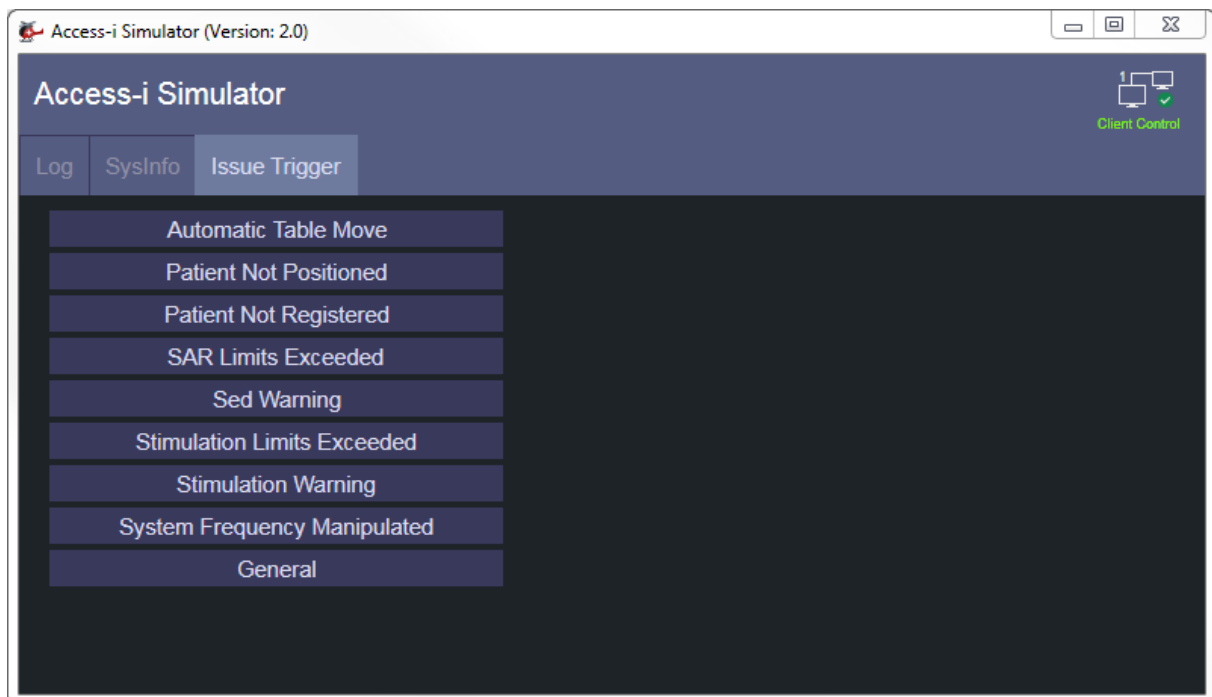 Access-i Simulator (Version: 2.0)
Access-i Simulator
1
Client Control
Log SysInfo Issue Trigger
Automatic Table Move
Patient Not Positioned
Patient Not Registered
SAR Limits Exceeded
Sed Warning
Stimulation Limits Exceeded
Stimulation Warning
System Frequency Manipulated
General